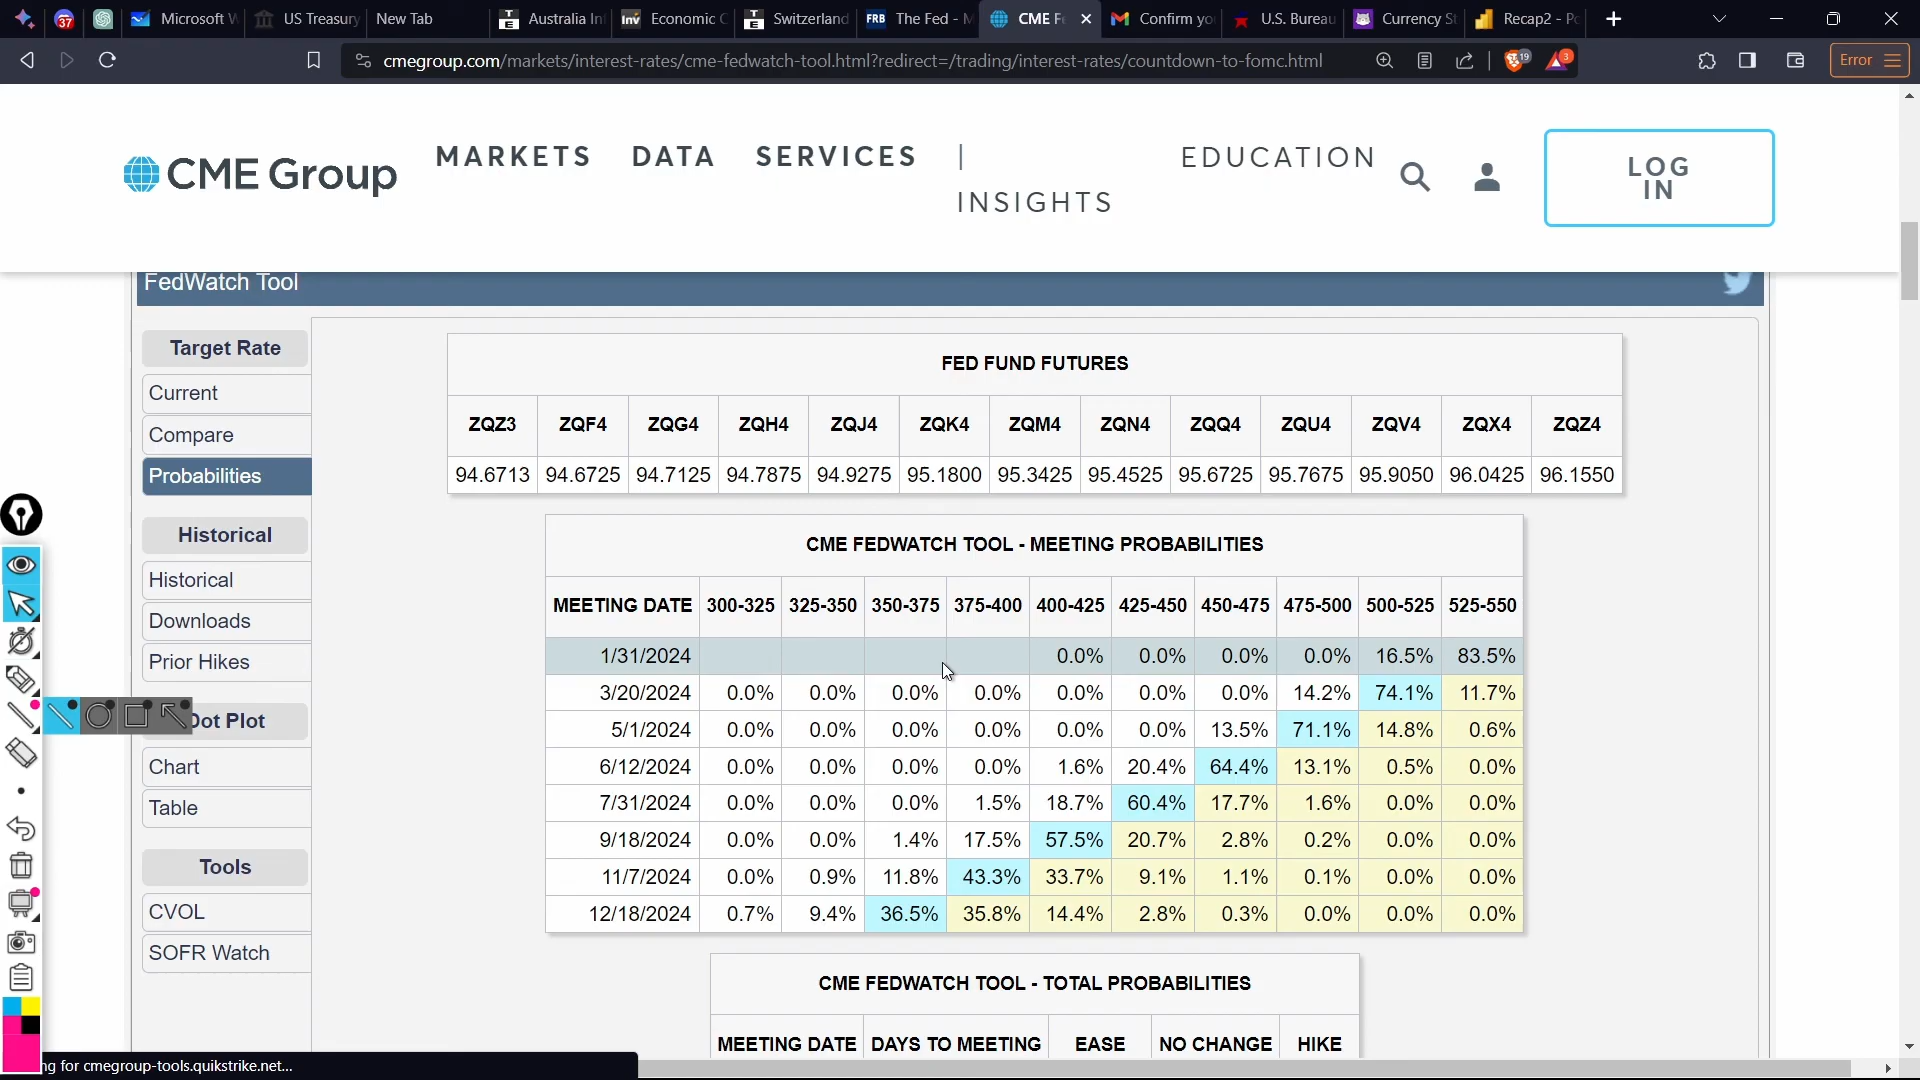 37
Microsoft W
US Treasury
New Tab
Australia In
Inv Economic C
Switzerland
FRB The Fed - M
CME F
Confirm yo
U.S. Bureau
Currency St
Recap2 - Po
cmegroup.com/markets/interest-rates/cme-fedwatch-tool.html?redirect=/trading/interest-rates/countdown-to-fomc.html
19
3
Error
CME Group
MARKETS DATA SERVICES | INSIGHTS EDUCATION
LOG
IN
FedWatch Tool
Target Rate
Current
Compare
Probabilities
Historical
Historical
Downloads
Prior Hikes
Dot Plot
Chart
Table
Tools
CVOL
SOFR Watch
FED FUND FUTURES
ZQZ3 ZQF4 ZQG4 ZQH4 ZQJ4 ZQK4 ZQM4 ZQN4 ZQQ4 ZQU4 ZQV4 ZQX4 ZQZ4
94.6713 94.6725 94.7125 94.7875 94.9275 95.1800 95.3425 95.4525 95.6725 95.7675 95.9050 96.0425 96.1550
CME FEDWATCH TOOL - MEETING PROBABILITIES
MEETING DATE 300-325 325-350 350-375 375-400 400-425 425-450 450-475 475-500 500-525 525-550
1/31/2024 0.0% 0.0% 0.0% 0.0% 16.5% 83.5%
3/20/2024 0.0% 0.0% 0.0% 0.0% 0.0% 0.0% 0.0% 14.2% 74.1% 11.7%
5/1/2024 0.0% 0.0% 0.0% 0.0% 0.0% 0.0% 13.5% 71.1% 14.8% 0.6%
6/12/2024 0.0% 0.0% 0.0% 0.0% 1.6% 20.4% 64.4% 13.1% 0.5% 0.0%
7/31/2024 0.0% 0.0% 0.0% 1.5% 18.7% 60.4% 17.7% 1.6% 0.0% 0.0%
9/18/2024 0.0% 0.0% 1.4% 17.5% 57.5% 20.7% 2.8% 0.2% 0.0% 0.0%
11/7/2024 0.0% 0.9% 11.8% 43.3% 33.7% 9.1% 1.1% 0.1% 0.0% 0.0%
12/18/2024 0.7% 9.4% 36.5% 35.8% 14.4% 2.8% 0.3% 0.0% 0.0% 0.0%
CME FEDWATCH TOOL - TOTAL PROBABILITIES
MEETING DATE DAYS TO MEETING EASE NO CHANGE HIKE
ng for cmegroup-tools.quikstrike.net...